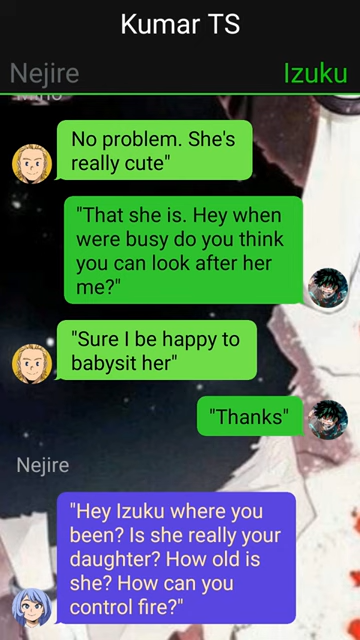 Kumar TS
Nejire
Izuku
Mirio
No problem. She's
really cute"
"That she is. Hey when
were busy do you think
you can look after her
me?"
"Sure I be happy to
babysit her"
"Thanks"
Nejire
"Hey Izuku where you
been? Is she really your
daughter? How old is
she? How can you
control fire?"